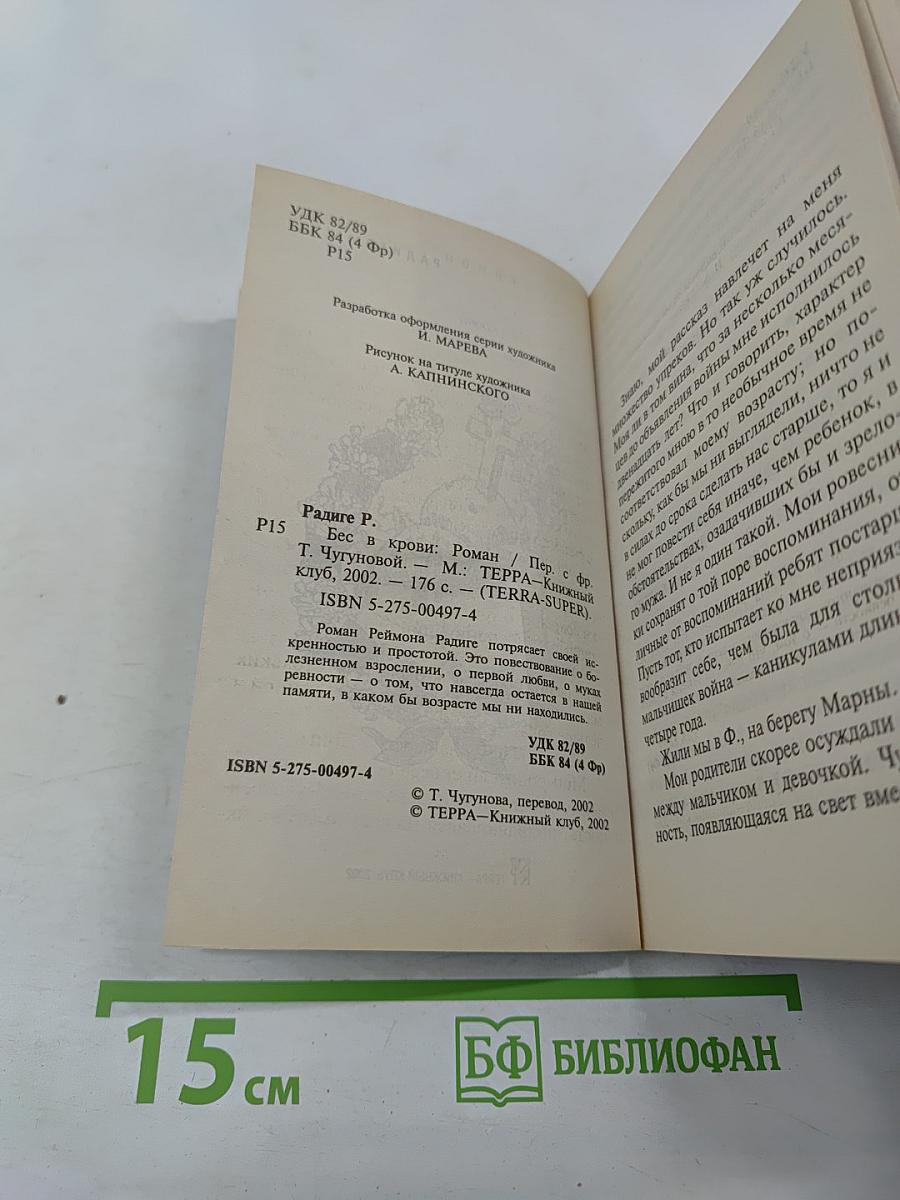 УДК 82/89
ББК 84 (4 Фр)
Р15
Разработка оформления серии художника
И. МАРЕВА
Рисунок на титуле художника
А. КАПНИНСКОГО
Радиге Р.
Р15 Бес в крови: Роман / Пер. с фр.
Т. Чугуновой. — М.: ТЕРРА—Книжный
клуб, 2002. — 176 с. — (TERRA-SUPER).
ISBN 5-275-00497-4
Роман Реймона Радиге потрясает своей ис-
кренностью и простотой. Это повествование о бо-
лезненном взрослении, о первой любви, о муках
ревности — о том, что навсегда остается в нашей
памяти, в каком бы возрасте мы ни находились.
УДК 82/89
ББК 84 (4 Фр)
ISBN 5-275-00497-4
© Т. Чугунова, перевод, 2002
© ТЕРРА—Книжный клуб, 2002
Знаю, мой рассказ навлечет на меня
множество упреков. Но так уж случилось.
Моя ли в том вина, что за несколько меся-
цев до объявления войны мне исполнилось
двенадцать лет? Что и говорить, характер
пережитого мною в то необычное время не
соответствовал моему возрасту; но по-
скольку, как бы мы ни выглядели, ничто не
в силах до срока сделать нас старше, то я и
не мог повести себя иначе, чем ребенок, в
обстоятельствах, озадачивших бы и зрело-
го мужа. И не я один такой. Мои ровесни
ки сохранят о той поре воспоминания, о
личные от воспоминаний ребят постарш
Пусть тот, кто испытает ко мне неприяз
вообразит себе, чем была для стол
мальчишек война — каникулами длин
четыре года.
Жили мы в Ф., на берегу Марны.
Мои родители скорее осуждали
между мальчиком и девочкой. Чу
ность, появляющаяся на свет вме
15 см
БФ БИБЛИОФАН